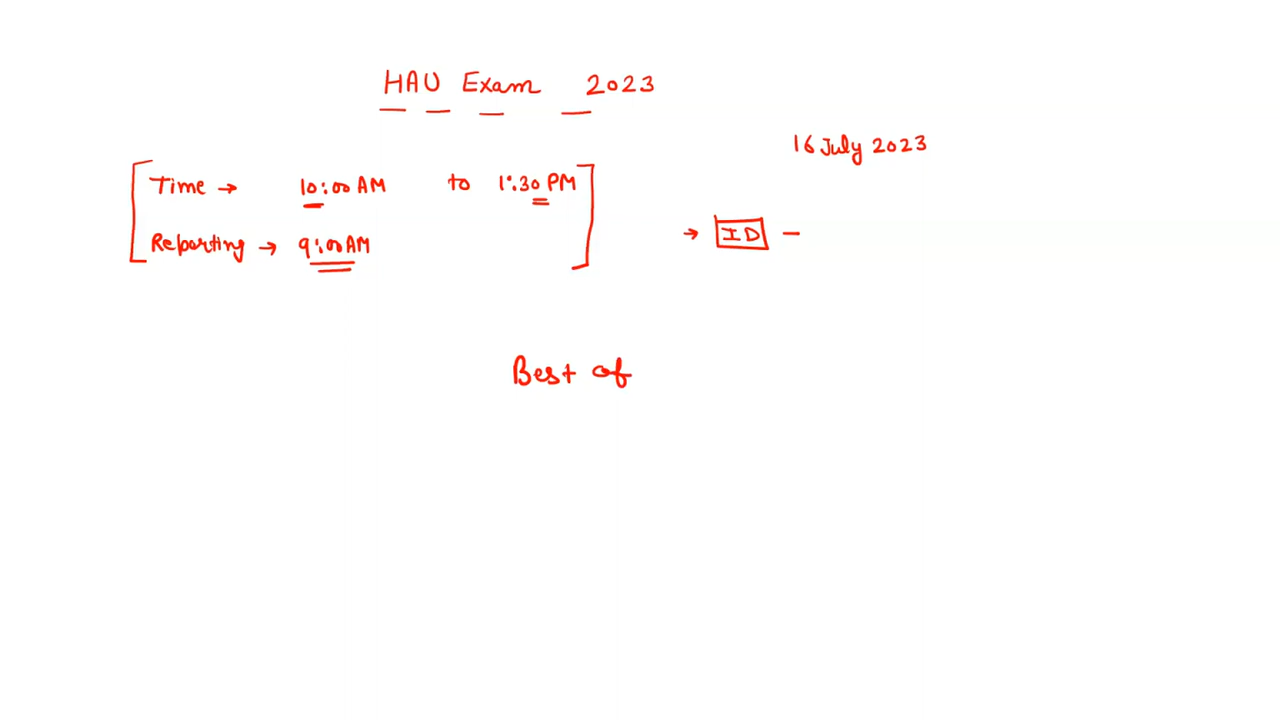 HAU Exam 2023
16 July 2023
Time → 10:00 AM to 1:30 PM
Reporting → 9:00 AM
→ ID -
Best of